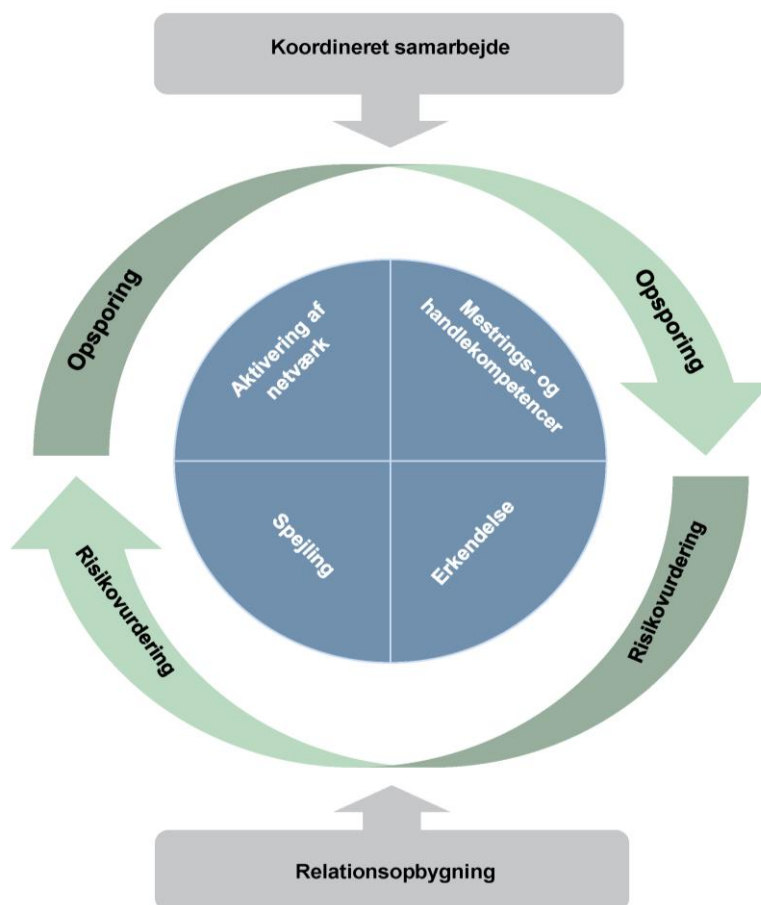 Koordineret samarbejde
Opsporing
Opsporing
Aktivering af
netværk
Mestrings- og
handlekompetencer
Spejling
Erkendelse
Risikovurdering
Risikovurdering
Relationsopbygning